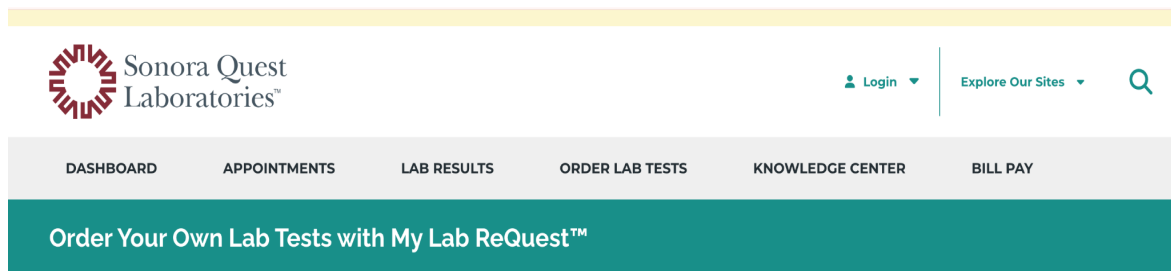 Sonora Quest
Laboratories™
Login
Explore Our Sites
DASHBOARD APPOINTMENTS LAB RESULTS ORDER LAB TESTS KNOWLEDGE CENTER BILL PAY
Order Your Own Lab Tests with My Lab ReQuest™